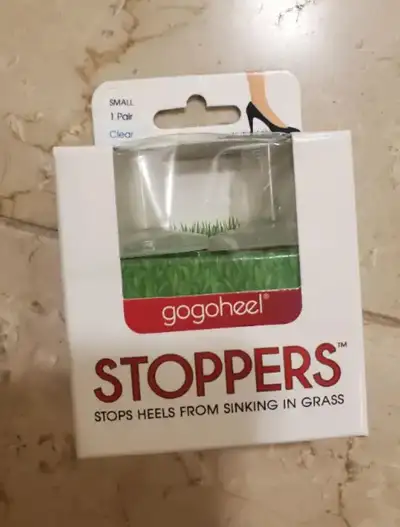 SMALL
1 Pair
Clear
gogoheel®
STOPPERS™
STOPS HEELS FROM SINKING IN GRASS